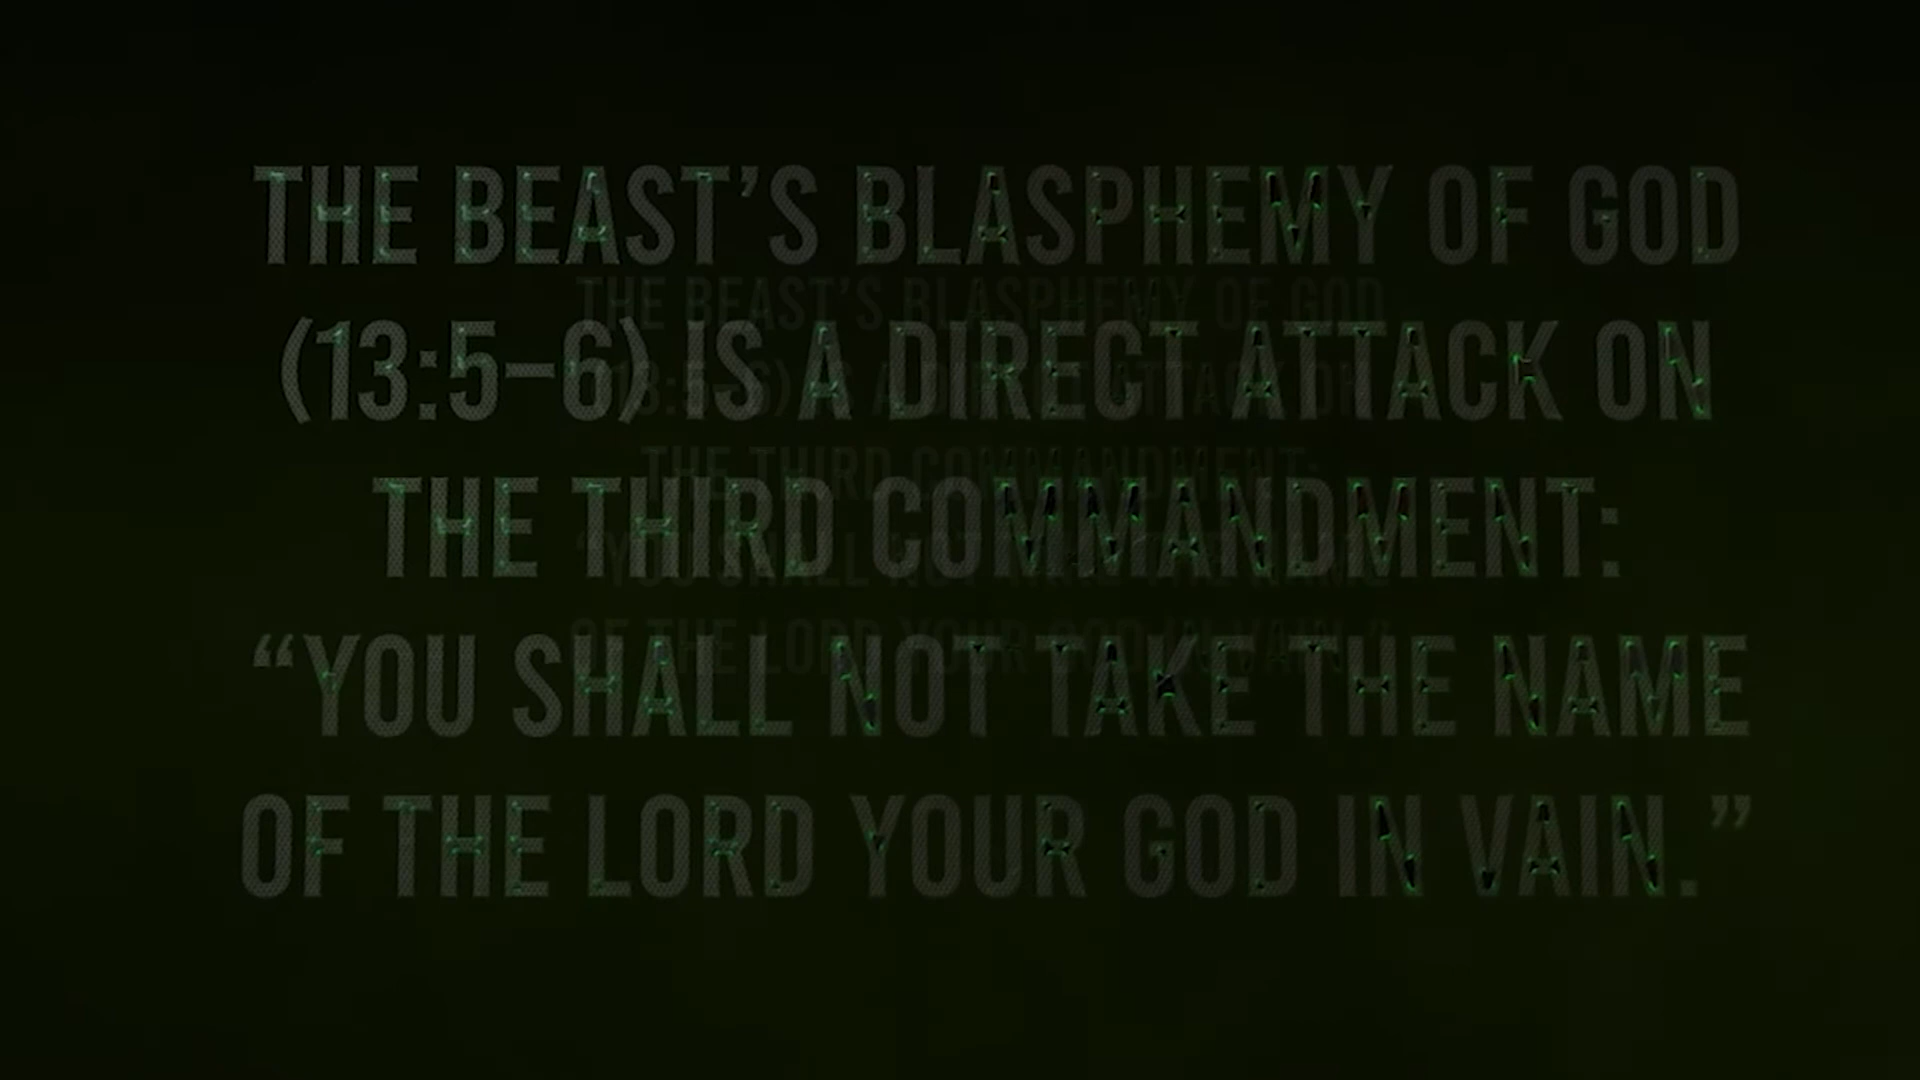 THE BEAST’S BLASPHEMY OF GOD
(13:5–6) IS A DIRECT ATTACK ON
THE THIRD COMMANDMENT:
“YOU SHALL NOT TAKE THE NAME
OF THE LORD YOUR GOD IN VAIN.”